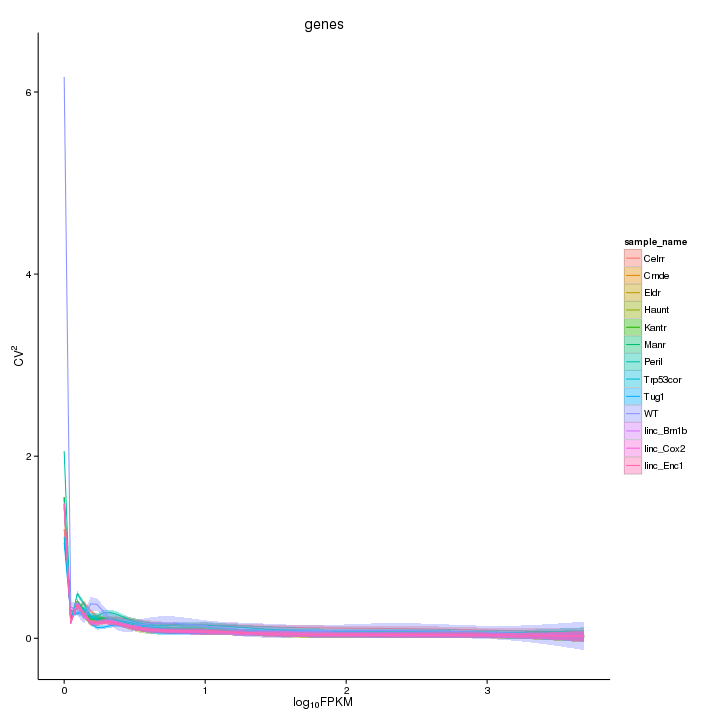 genes
6
4
2
0
CV²
0 1 2 3
log₁₀FPKM
sample_name
Celrr
Crnde
Eldr
Haunt
Kantr
Manr
Peril
Trp53cor
Tug1
WT
linc_Brn1b
linc_Cox2
linc_Enc1